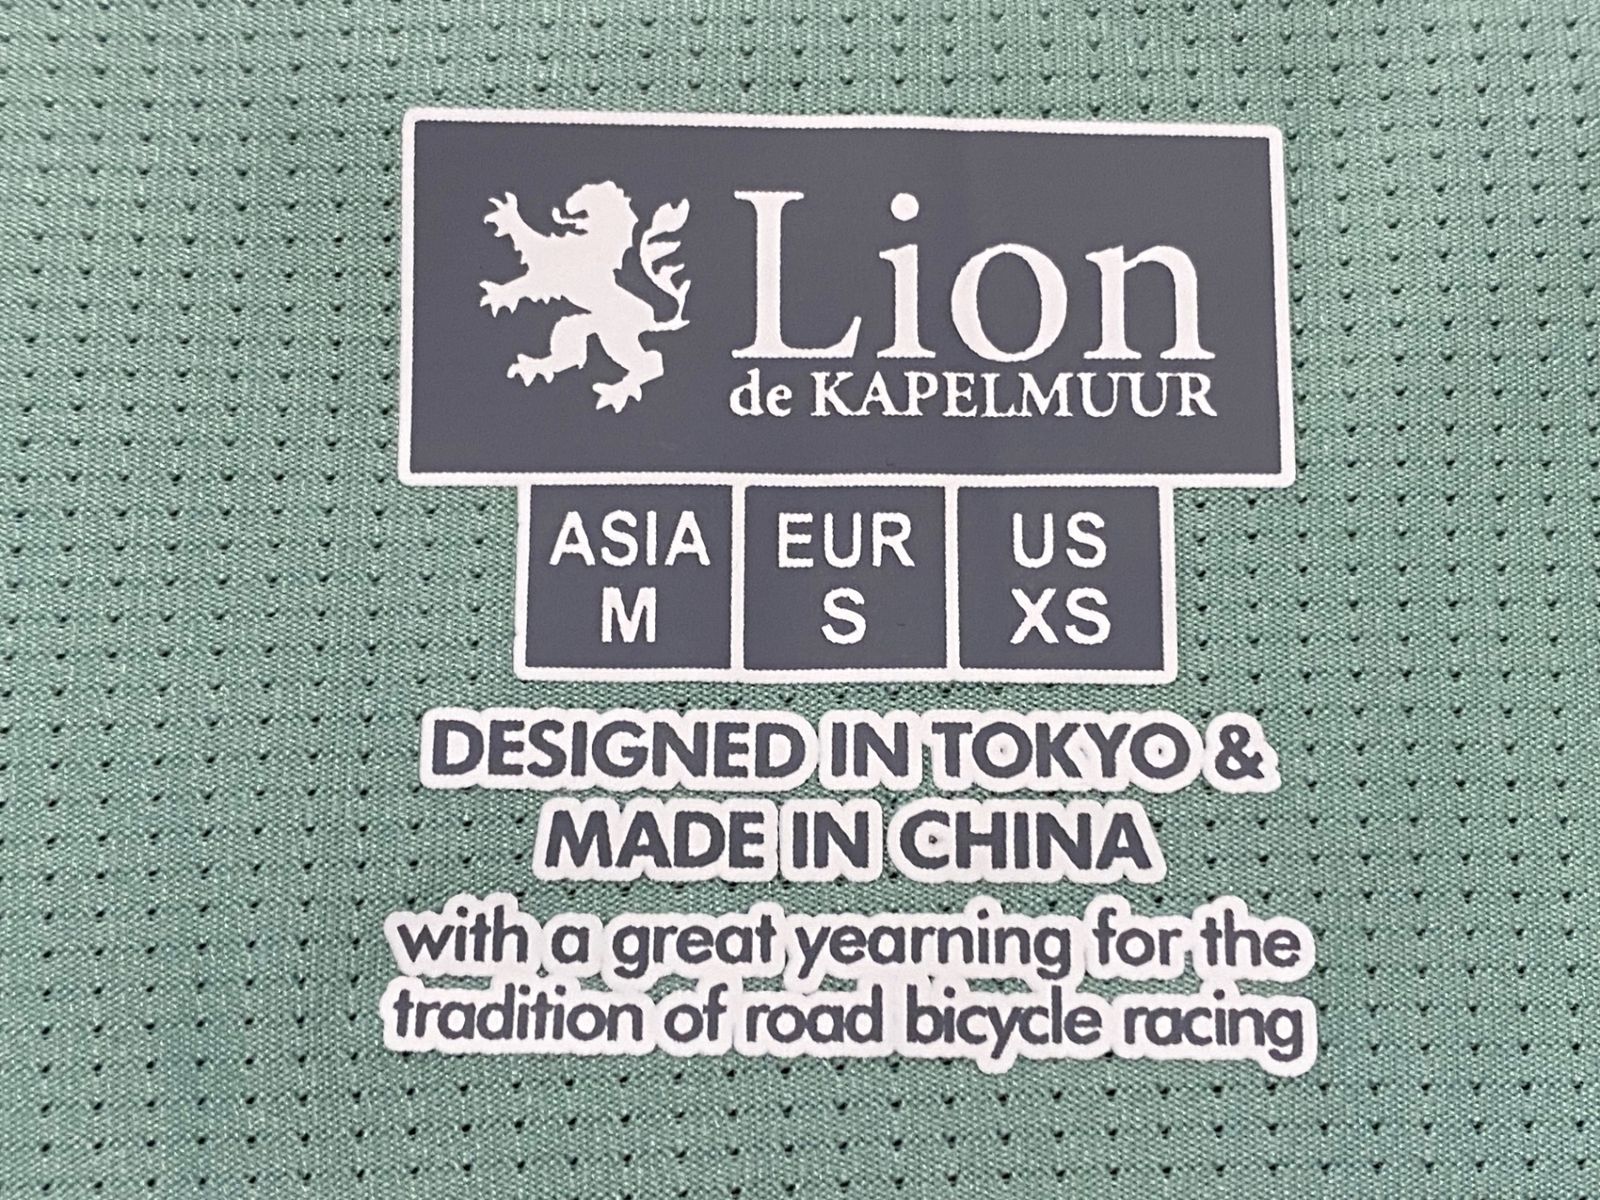 Lion
de KAPELMUUR
ASIA EUR US
M S XS
DESIGNED IN TOKYO &
MADE IN CHINA
with a great yearning for the
tradition of road bicycle racing